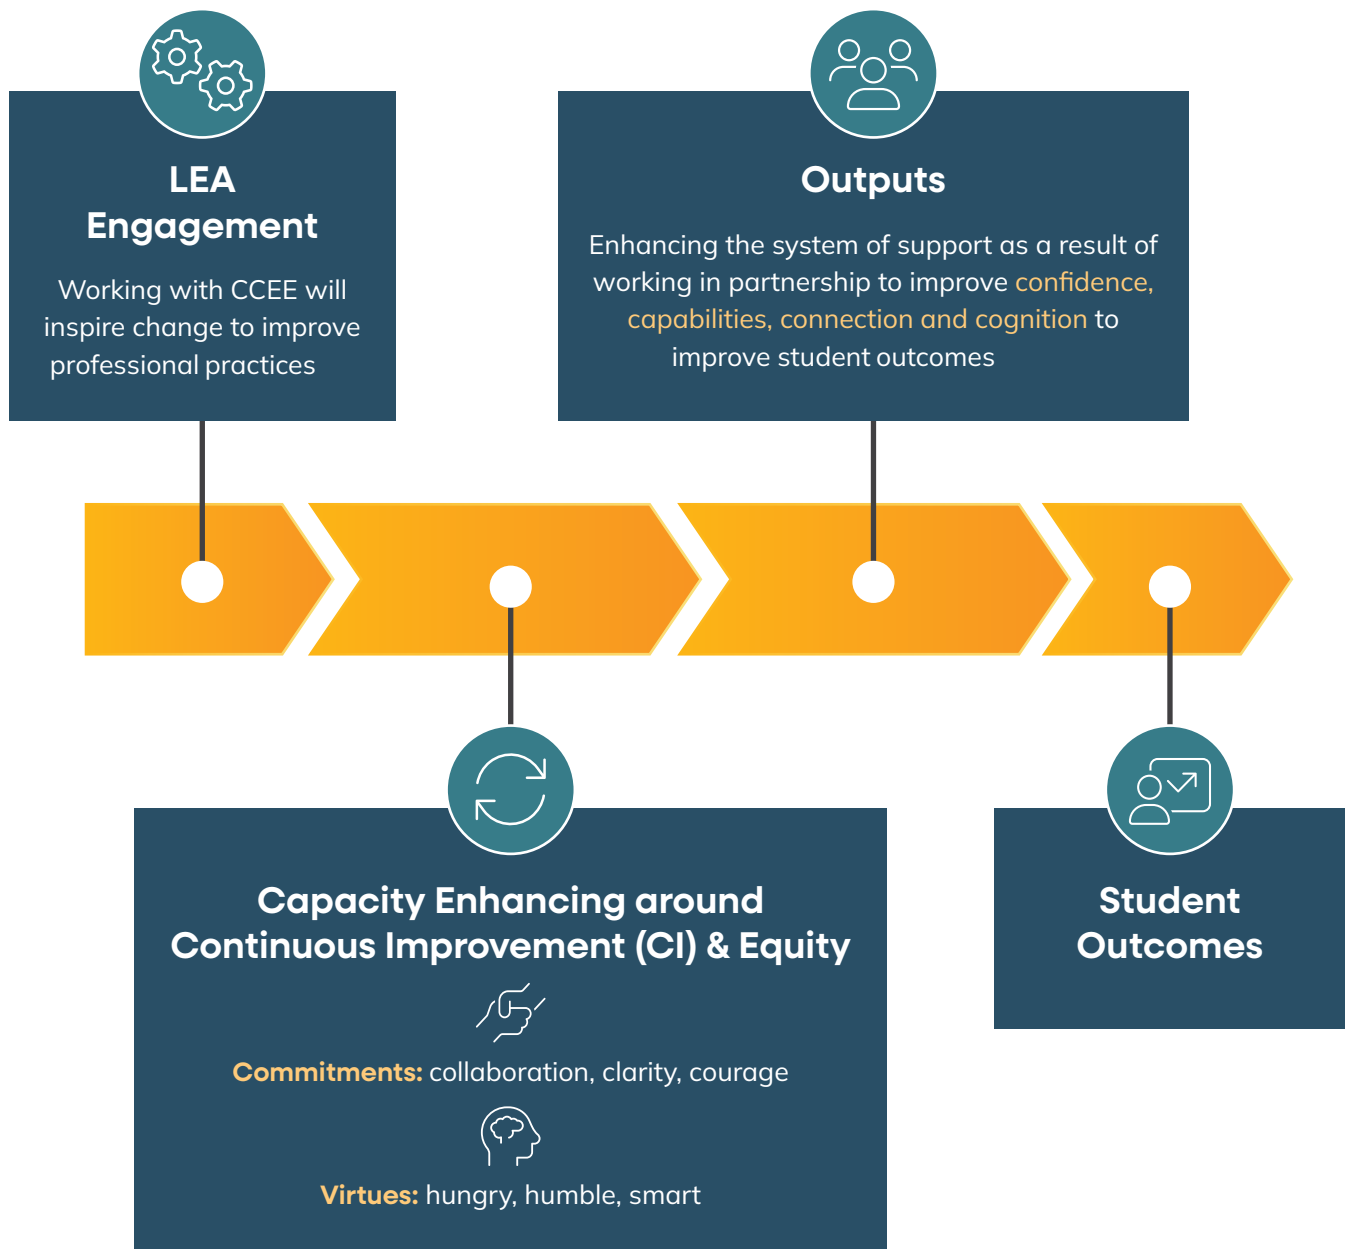 LEA
Engagement
Working with CCEE will
inspire change to improve
professional practices
Outputs
Enhancing the system of support as a result of
working in partnership to improve confidence,
capabilities, connection and cognition to
improve student outcomes
Capacity Enhancing around
Continuous Improvement (CI) & Equity
Commitments: collaboration, clarity, courage
Virtues: hungry, humble, smart
Student
Outcomes